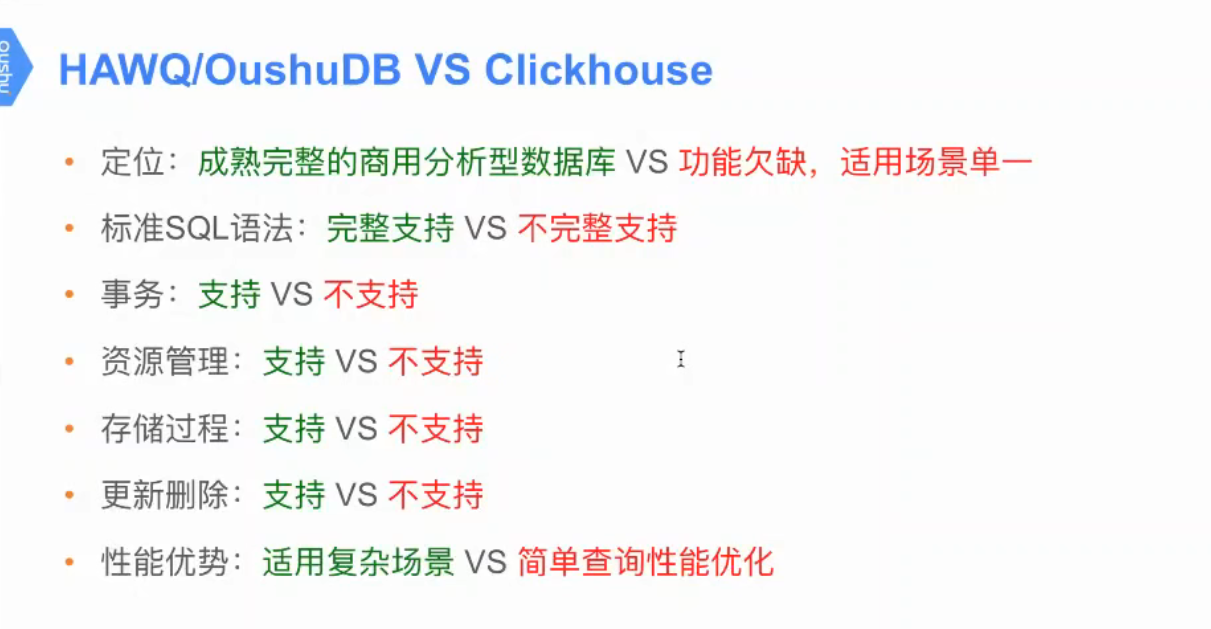 oushu
HAWQ/OushuDB VS Clickhouse
• 定位：成熟完整的商用分析型数据库 VS 功能欠缺，适用场景单一
• 标准SQL语法：完整支持 VS 不完整支持
• 事务：支持 VS 不支持
• 资源管理：支持 VS 不支持
• 存储过程：支持 VS 不支持
• 更新删除：支持 VS 不支持
• 性能优势：适用复杂场景 VS 简单查询性能优化